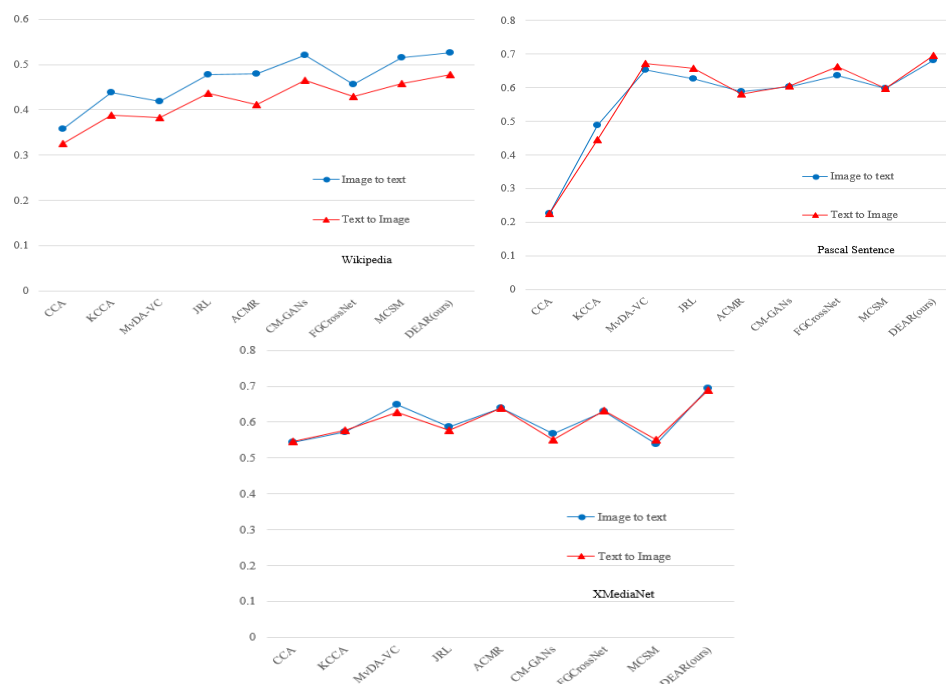 0.6
0.5
0.4
0.3
0.2
0.1
0
Image to text
Text to Image
Wikipedia
CCA
KCCA
MvDA-VC
JRL
ACMR
CM-GANs
FGCrossNet
MCSM
DEAR(ours)
0.8
0.7
0.6
0.5
0.4
0.3
0.2
0.1
0
Image to text
Text to Image
Pascal Sentence
CCA
KCCA
MvDA-VC
JRL
ACMR
CM-GANs
FGCrossNet
MCSM
DEAR(ours)
0.8
0.7
0.6
0.5
0.4
0.3
0.2
0.1
0
Image to text
Text to Image
XMediaNet
CCA
KCCA
MvDA-VC
JRL
ACMR
CM-GANs
FGCrossNet
MCSM
DEAR(ours)